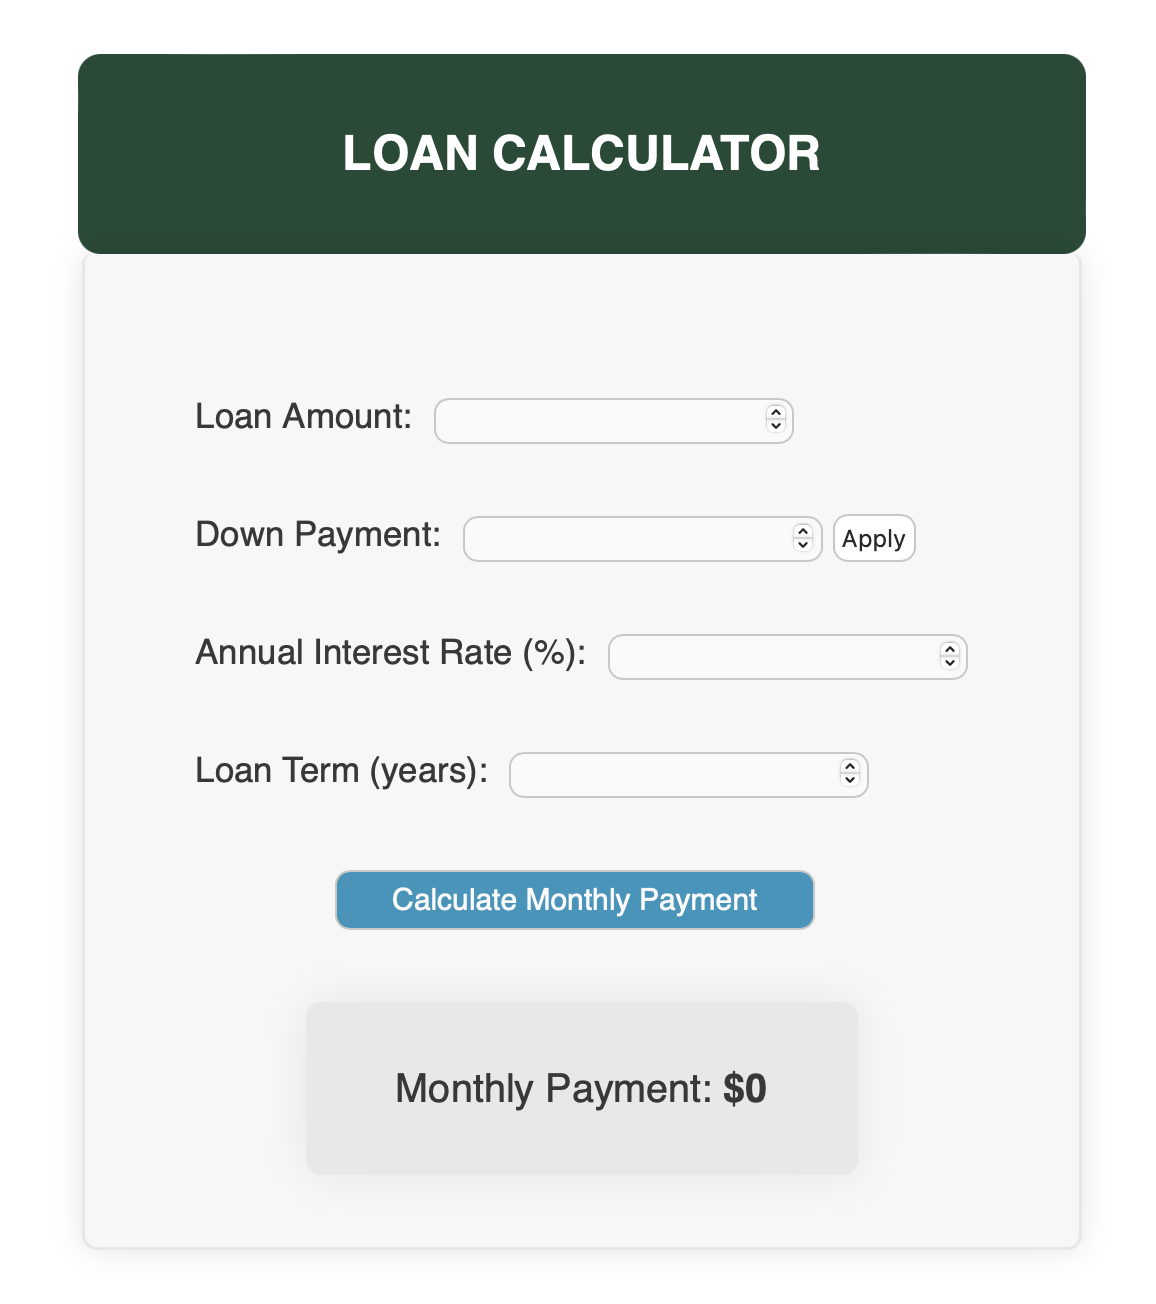 LOAN CALCULATOR
Loan Amount:
Down Payment: Apply
Annual Interest Rate (%):
Loan Term (years):
Calculate Monthly Payment
Monthly Payment: $0